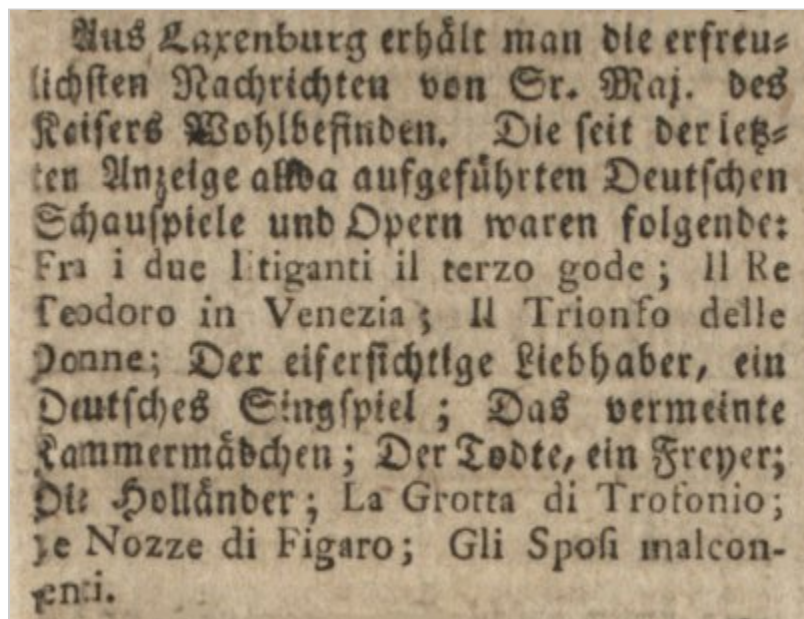 Aus Laxenburg erhält man die erfreu⸗
lichſten Nachrichten von Sr. Maj. des
Kaiſers Wohlbefinden. Die ſeit der letz⸗
ten Anzeige allda aufgeführten Deutſchen
Schauſpiele und Opern waren folgende:
Fra i due litiganti il terzo gode; Il Re
Teodoro in Venezia; Il Trionfo delle
Donne; Der eiferſichtige Liebhaber, ein
Deutſches Singſpiel; Das vermeinte
Kammermädchen; Der Todte, ein Freyer;
Die Holländer; La Grotta di Trofonio;
Le Nozze di Figaro; Gli Spoſi malcon-
tenti.